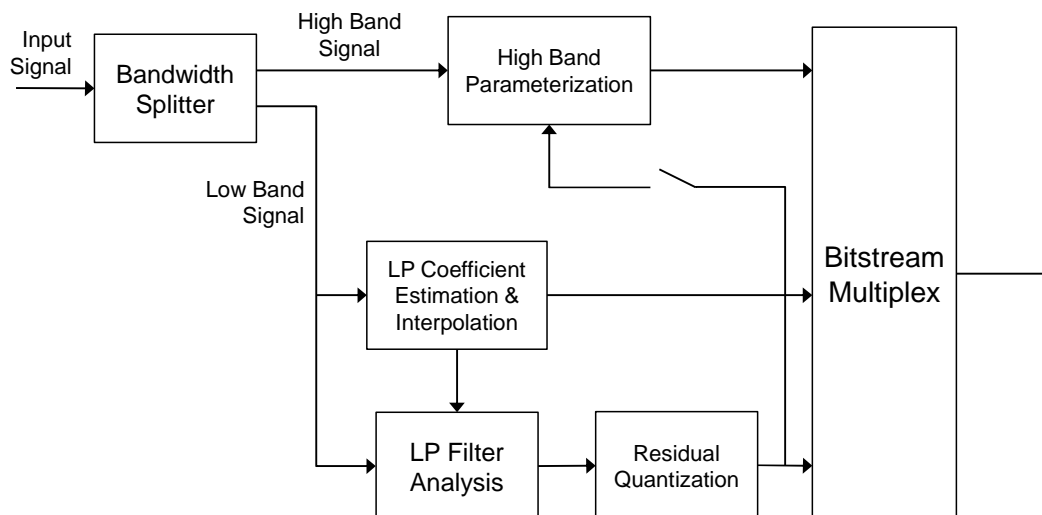 Input
Signal
Bandwidth
Splitter
High Band
Signal
High Band
Parameterization
Low Band
Signal
LP Coefficient
Estimation &
Interpolation
Bitstream
Multiplex
LP Filter
Analysis
Residual
Quantization